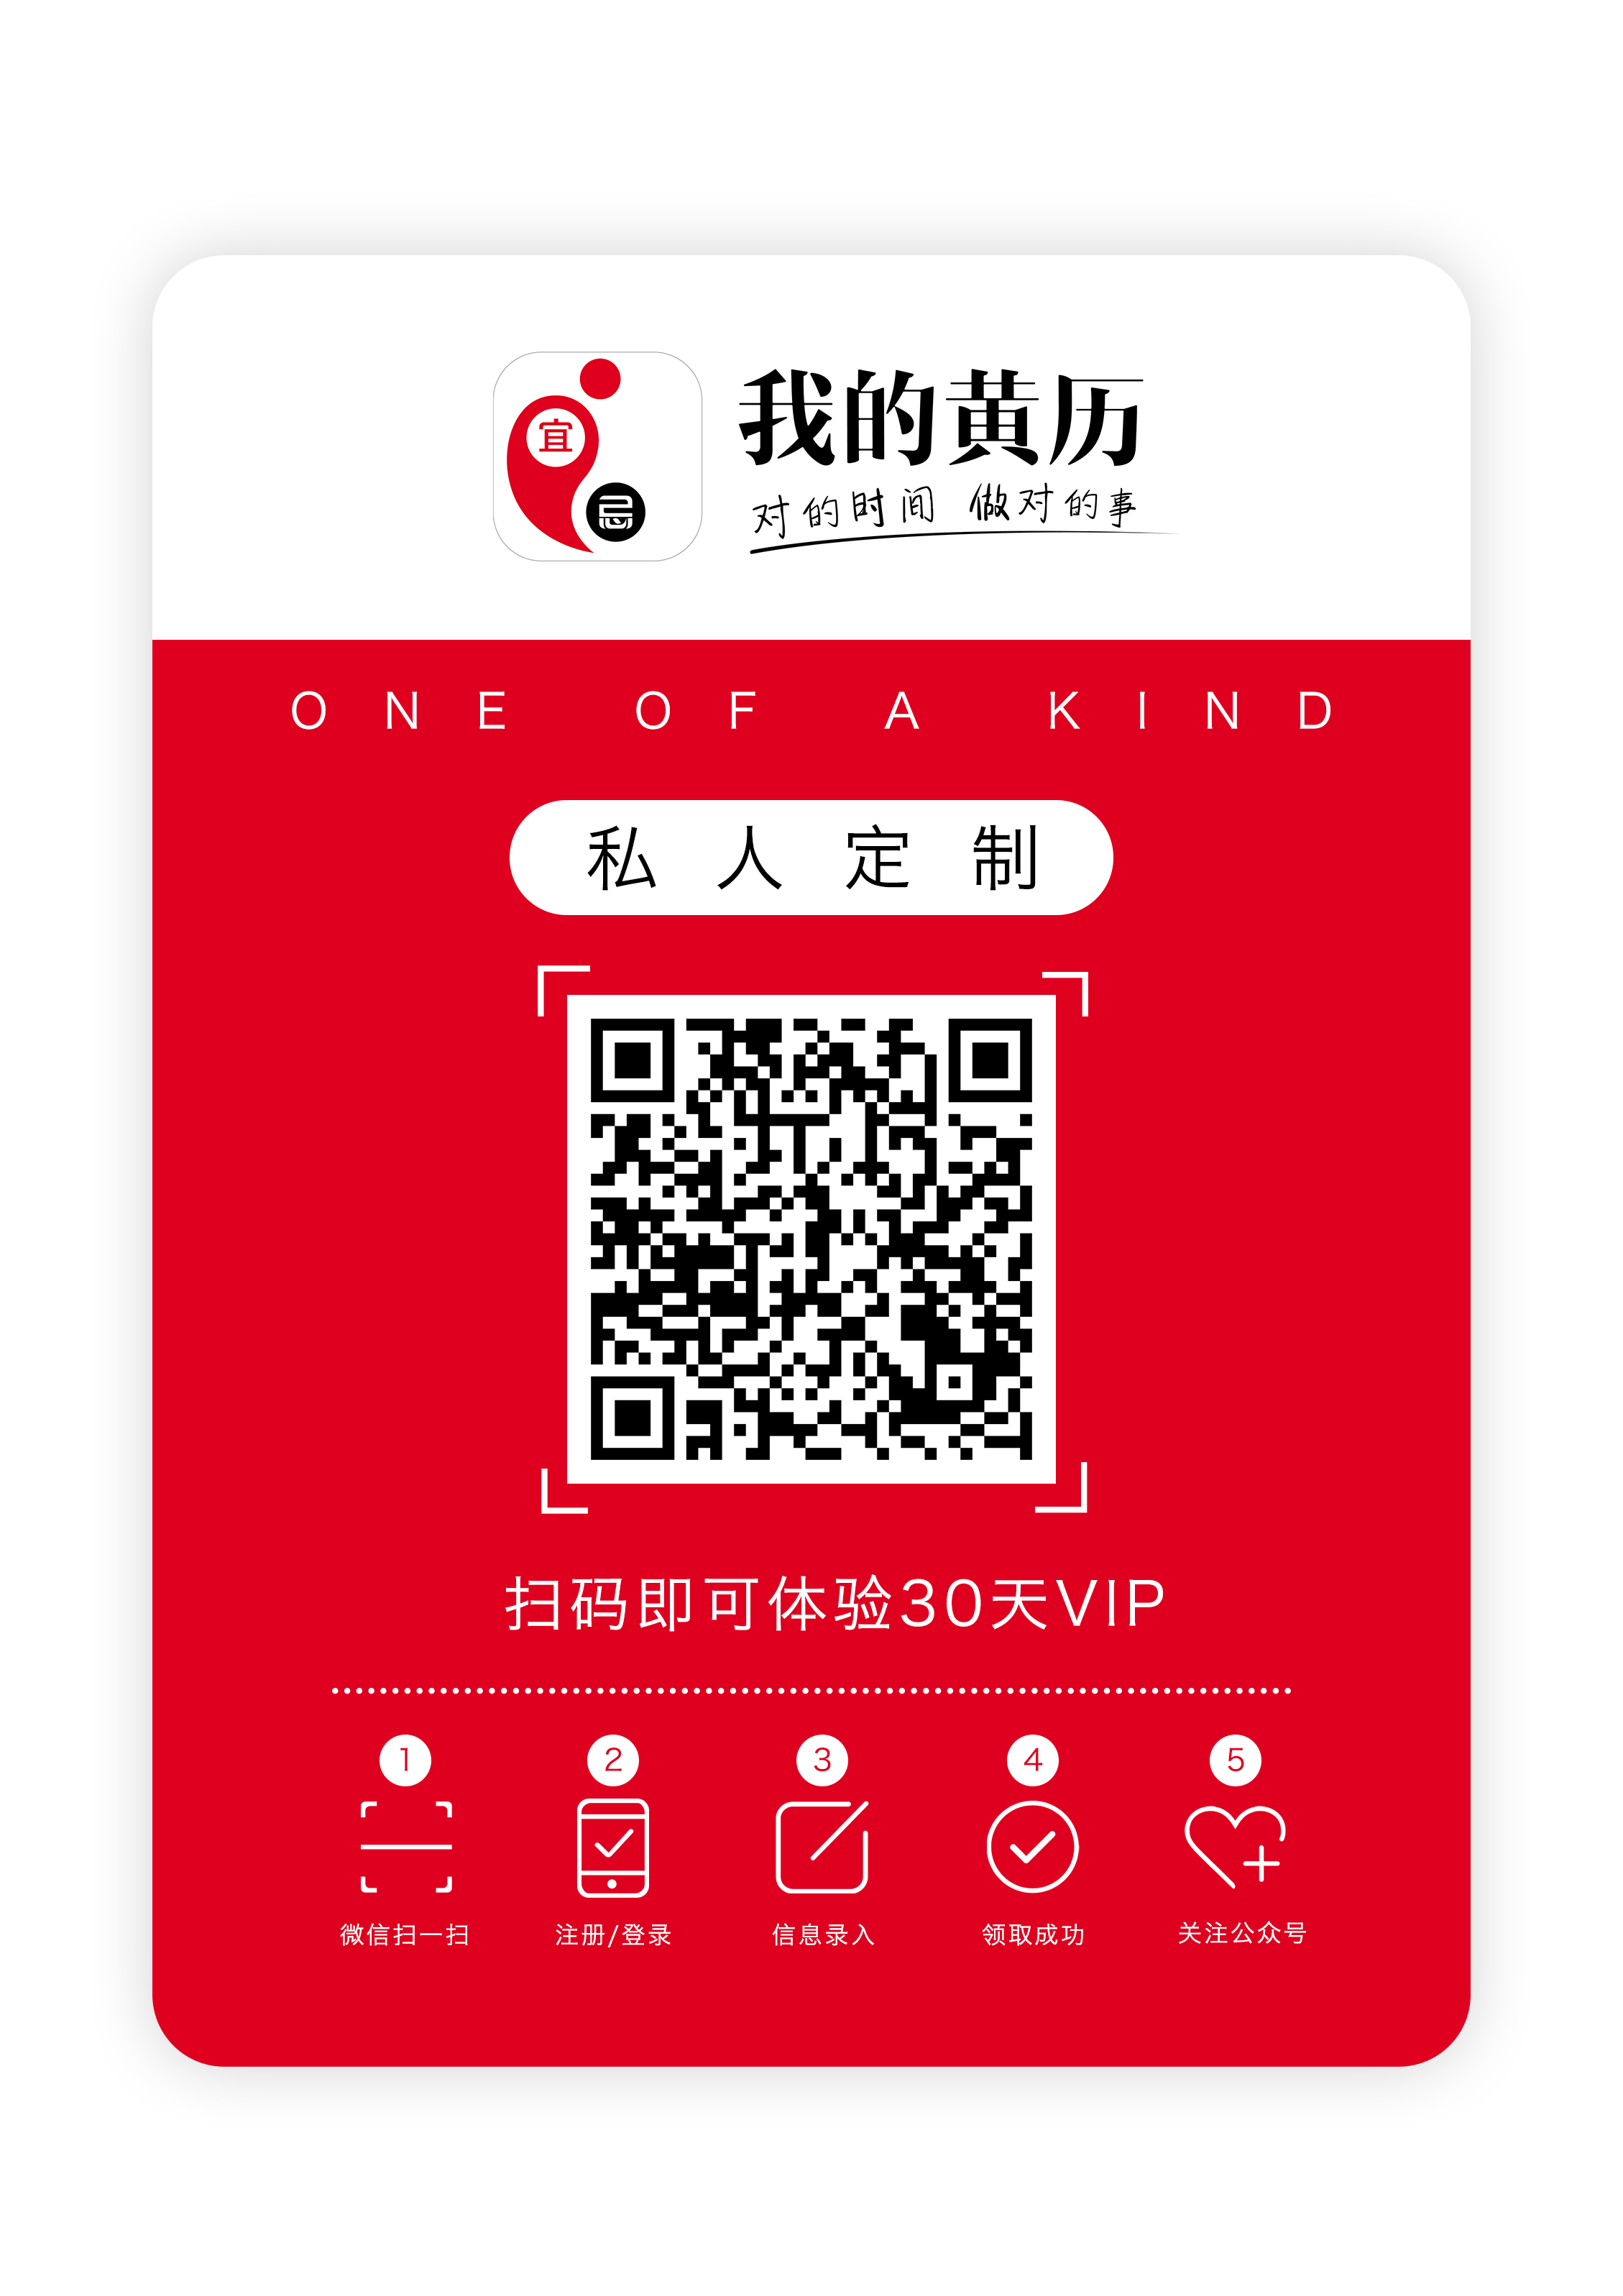 宜
忌
我的黄历
对的时间 做对的事
ONE OF A KIND
私人定制
扫码即可体验30天VIP
1 2 3 4 5
微信扫一扫 注册/登录 信息录入 领取成功 关注公众号